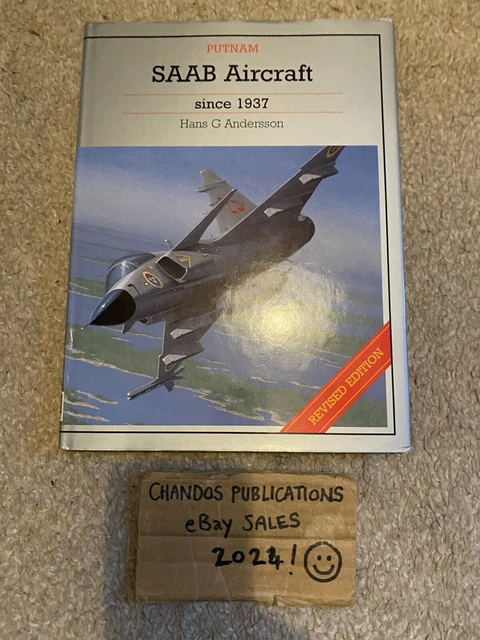 PUTNAM
SAAB Aircraft
since 1937
Hans G Andersson
REVISED EDITION
CHANDOS PUBLICATIONS
eBay SALES
2024!